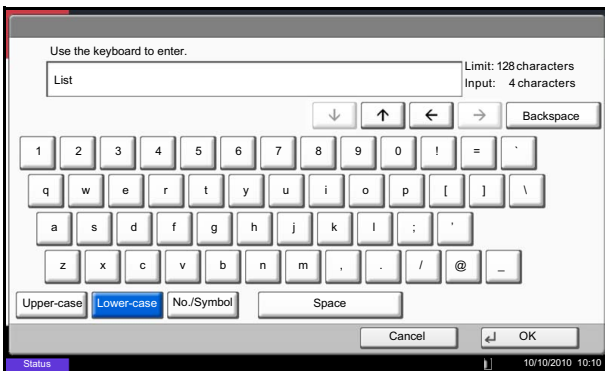 Use the keyboard to enter.
List
Limit: 128 characters
Input: 4 characters
Backspace
1 2 3 4 5 6 7 8 9 0 ! = `
q w e r t y u i o p [ ] \
a s d f g h j k l ; '
z x c v b n m , . / @ _
Upper-case Lower-case No./Symbol Space
Cancel OK
Status 10/10/2010 10:10